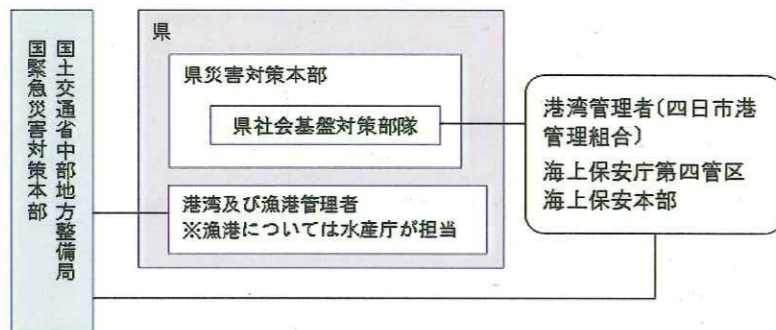 国土交通省中部地方整備局
国緊急災害対策本部
県
県災害対策本部
県社会基盤対策部隊
港湾及び漁港管理者
※漁港については水産庁が担当
港湾管理者(四日市港
管理組合)
海上保安庁第四管区
海上保安本部